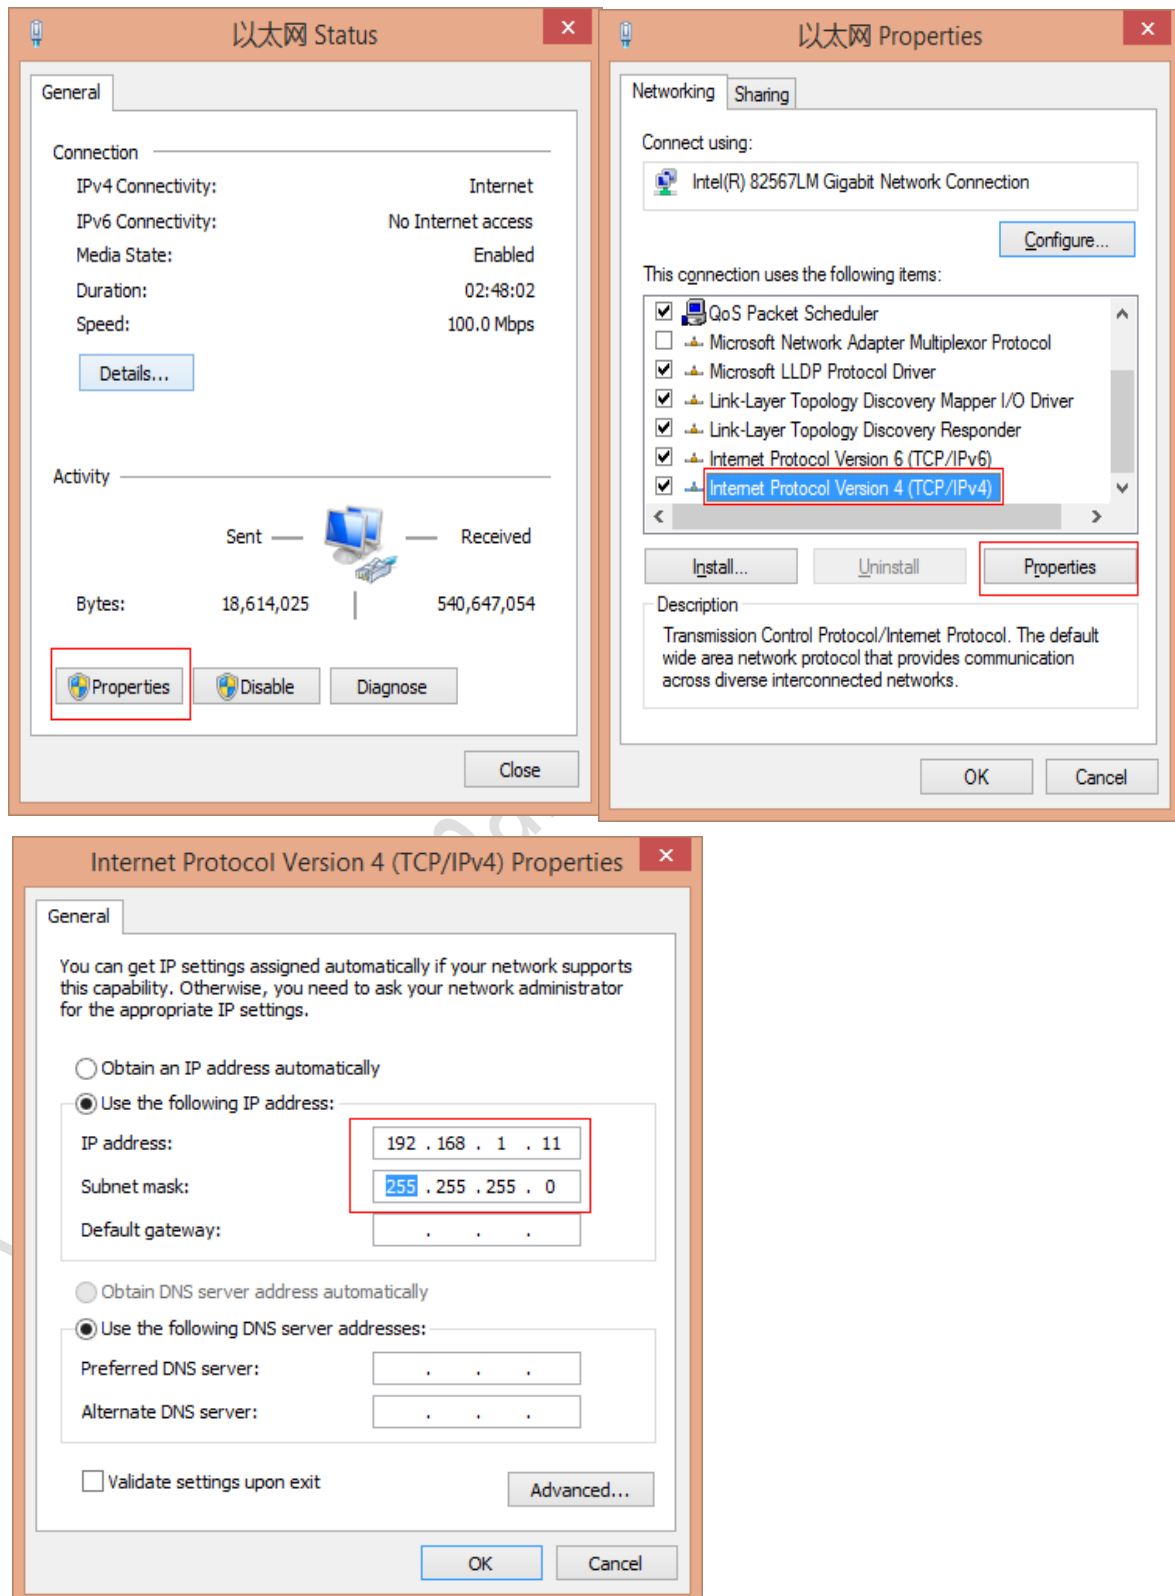 以太网 Status
General
Connection
IPv4 Connectivity: Internet
IPv6 Connectivity: No Internet access
Media State: Enabled
Duration: 02:48:02
Speed: 100.0 Mbps
Details...
Activity
Sent Received
Bytes: 18,614,025 540,647,054
Properties Disable Diagnose
Close
以太网 Properties
Networking Sharing
Connect using:
Intel(R) 82567LM Gigabit Network Connection
Configure...
This connection uses the following items:
QoS Packet Scheduler
Microsoft Network Adapter Multiplexor Protocol
Microsoft LLDP Protocol Driver
Link-Layer Topology Discovery Mapper I/O Driver
Link-Layer Topology Discovery Responder
Internet Protocol Version 6 (TCP/IPv6)
Internet Protocol Version 4 (TCP/IPv4)
Install... Uninstall Properties
Description
Transmission Control Protocol/Internet Protocol. The default
wide area network protocol that provides communication
across diverse interconnected networks.
OK Cancel
Internet Protocol Version 4 (TCP/IPv4) Properties
General
You can get IP settings assigned automatically if your network supports
this capability. Otherwise, you need to ask your network administrator
for the appropriate IP settings.
Obtain an IP address automatically
Use the following IP address:
IP address: 192 . 168 . 1 . 11
Subnet mask: 255 . 255 . 255 . 0
Default gateway: . . .
Obtain DNS server address automatically
Use the following DNS server addresses:
Preferred DNS server: . . .
Alternate DNS server: . . .
Validate settings upon exit
Advanced...
OK Cancel